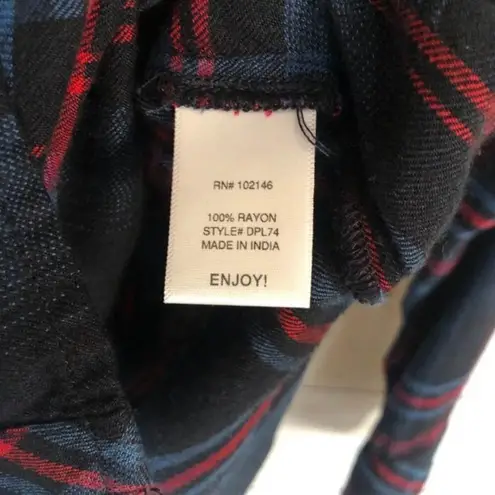 RN# 102146
100% RAYON
STYLE# DPL74
MADE IN INDIA
ENJOY!